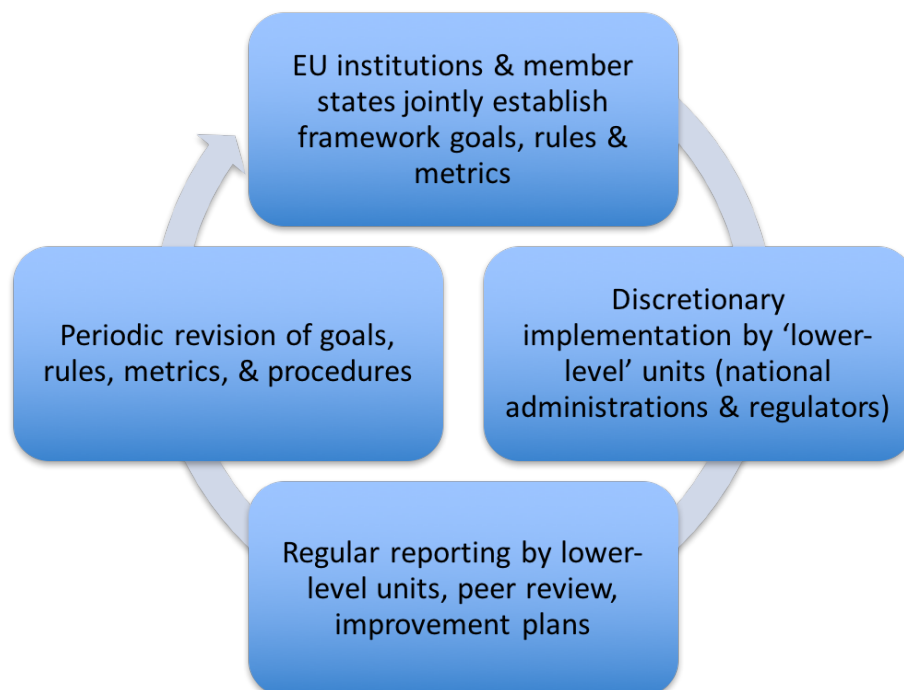 EU institutions & member
states jointly establish
framework goals, rules &
metrics
Discretionary
implementation by ‘lower-
level’ units (national
administrations & regulators)
Regular reporting by lower-
level units, peer review,
improvement plans
Periodic revision of goals,
rules, metrics, & procedures